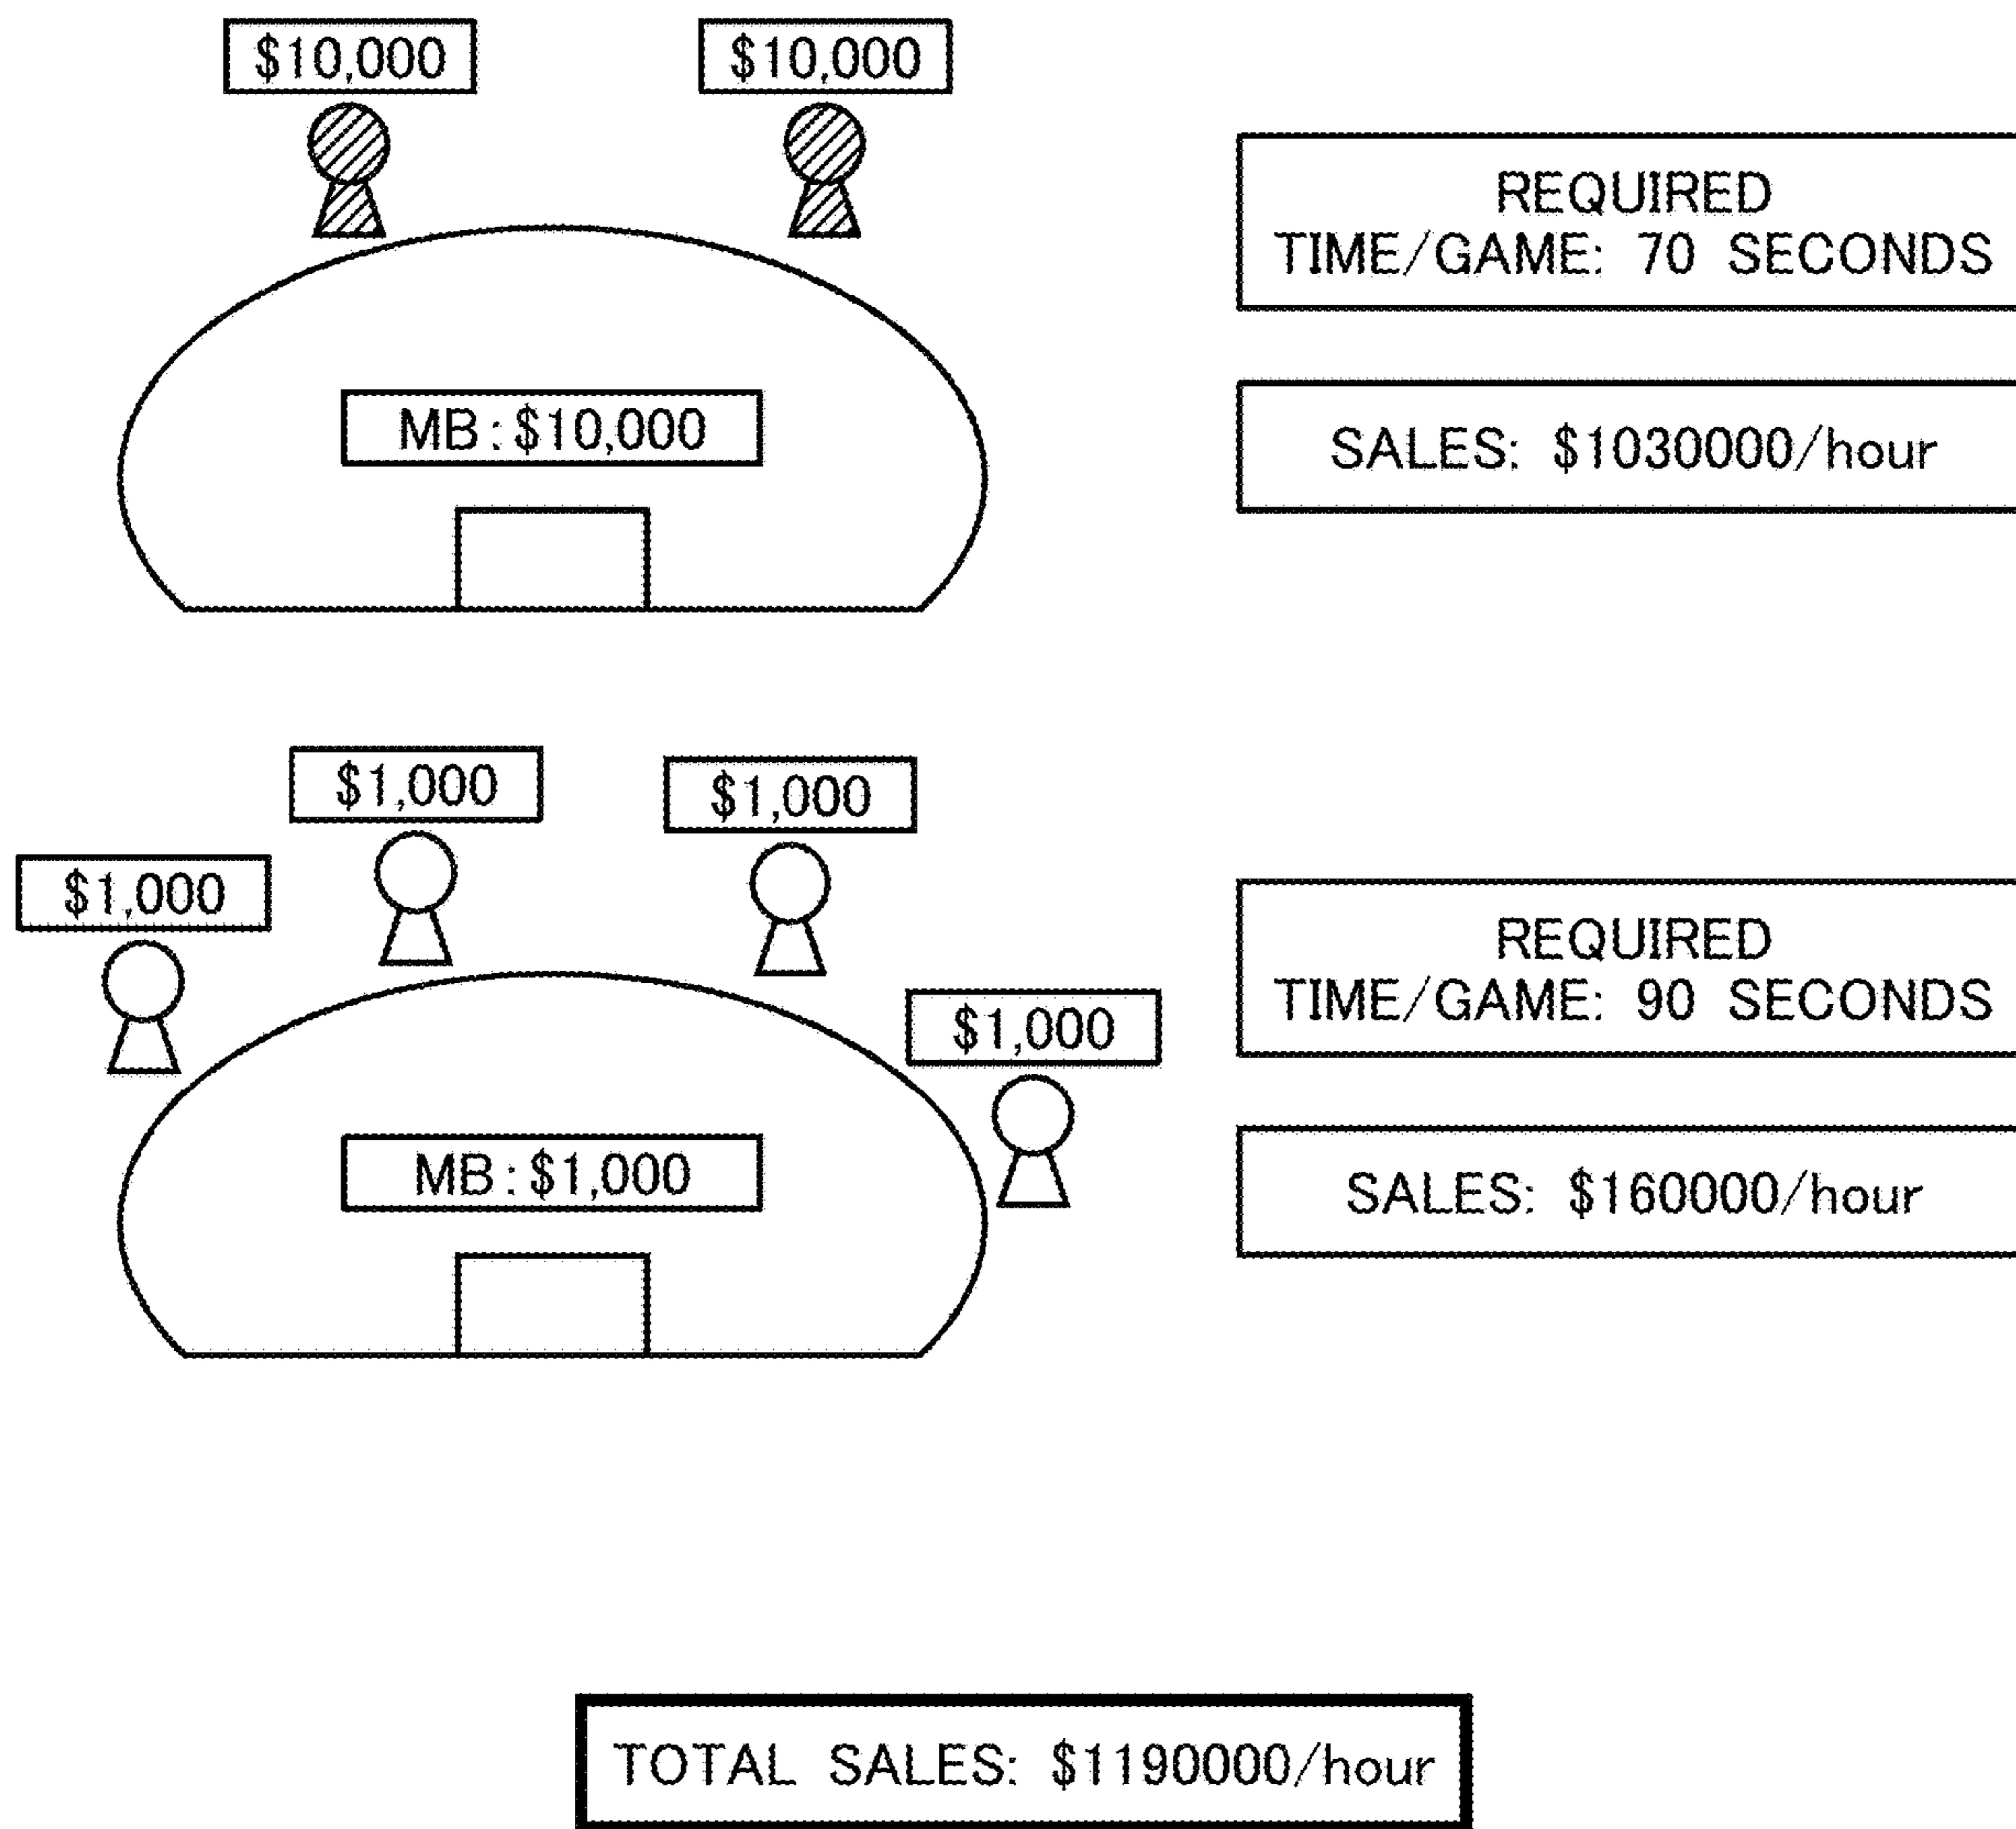 $10,000
$10,000
REQUIRED
TIME/GAME: 70 SECONDS
MB:$10,000
SALES: $1030000/hour
$1,000
$1,000
$1,000
$1,000
REQUIRED
TIME/GAME: 90 SECONDS
MB:$1,000
SALES: $160000/hour
TOTAL SALES: $1190000/hour